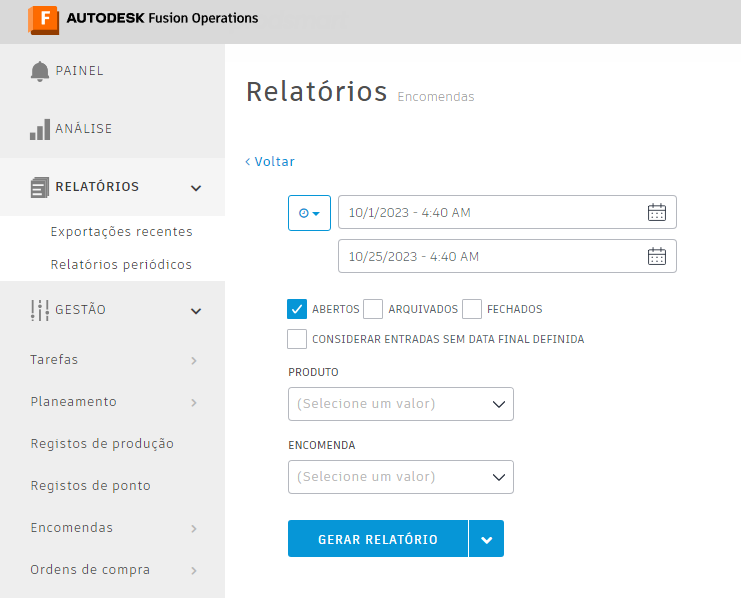 F AUTODESK Fusion Operations
PAINEL
ANÁLISE
RELATÓRIOS
Exportações recentes
Relatórios periódicos
GESTÃO
Tarefas
Planeamento
Registos de produção
Registos de ponto
Encomendas
Ordens de compra
Relatórios Encomendas
Voltar
10/1/2023 - 4:40 AM
10/25/2023 - 4:40 AM
ABERTOS ARQUIVADOS FECHADOS
CONSIDERAR ENTRADAS SEM DATA FINAL DEFINIDA
PRODUTO
(Selecione um valor)
ENCOMENDA
(Selecione um valor)
GERAR RELATÓRIO